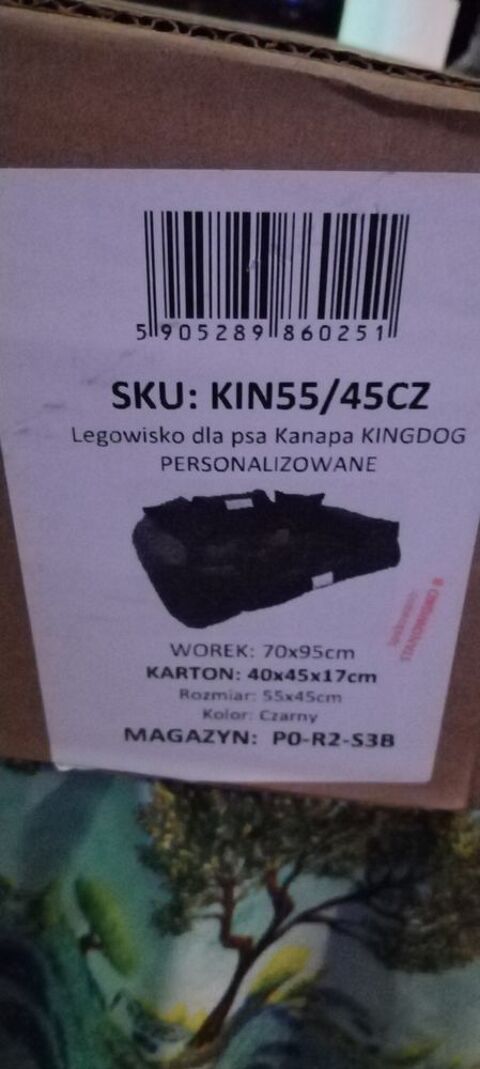 5 905289 860251
SKU: KIN55/45CZ
Legowisko dla psa Kanapa KINGDOG
PERSONALIZOWANE
WOREK: 70x95cm
KARTON: 40x45x17cm
Rozmiar: 55x45cm
Kolor: Czarny
MAGAZYN: P0-R2-S3B